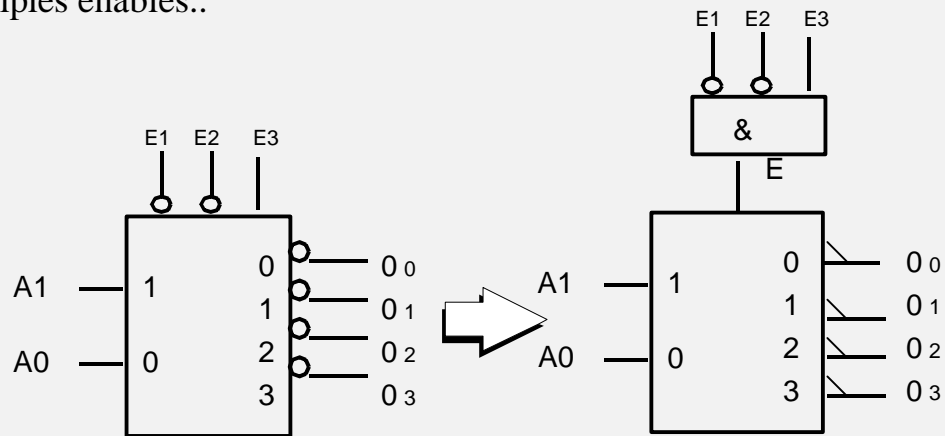 iples enables..
E1 E2 E3
&
E
E1 E2 E3
A1 1 0 0 0
1 0 1
A0 0 2 0 2
3 0 3
A1 1 0 0 0
1 0 1
A0 0 2 0 2
3 0 3